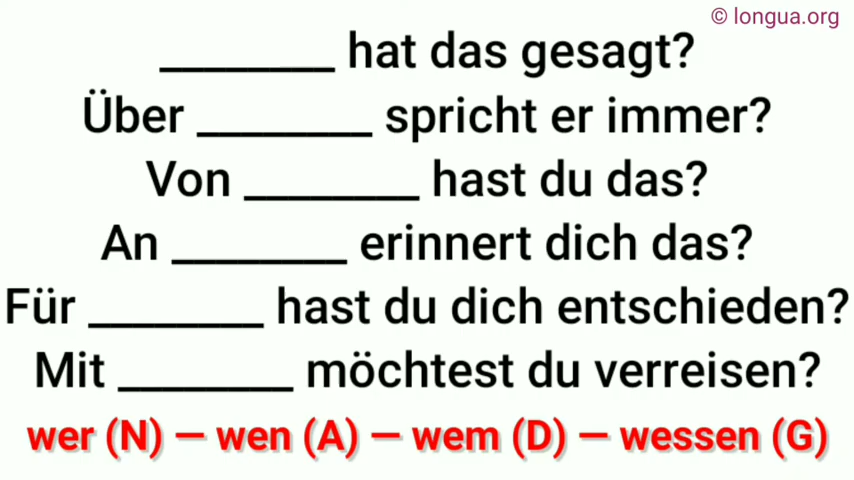 © longua.org
________ hat das gesagt?
Über ________ spricht er immer?
Von ________ hast du das?
An ________ erinnert dich das?
Für ________ hast du dich entschieden?
Mit ________ möchtest du verreisen?
wer (N) — wen (A) — wem (D) — wessen (G)